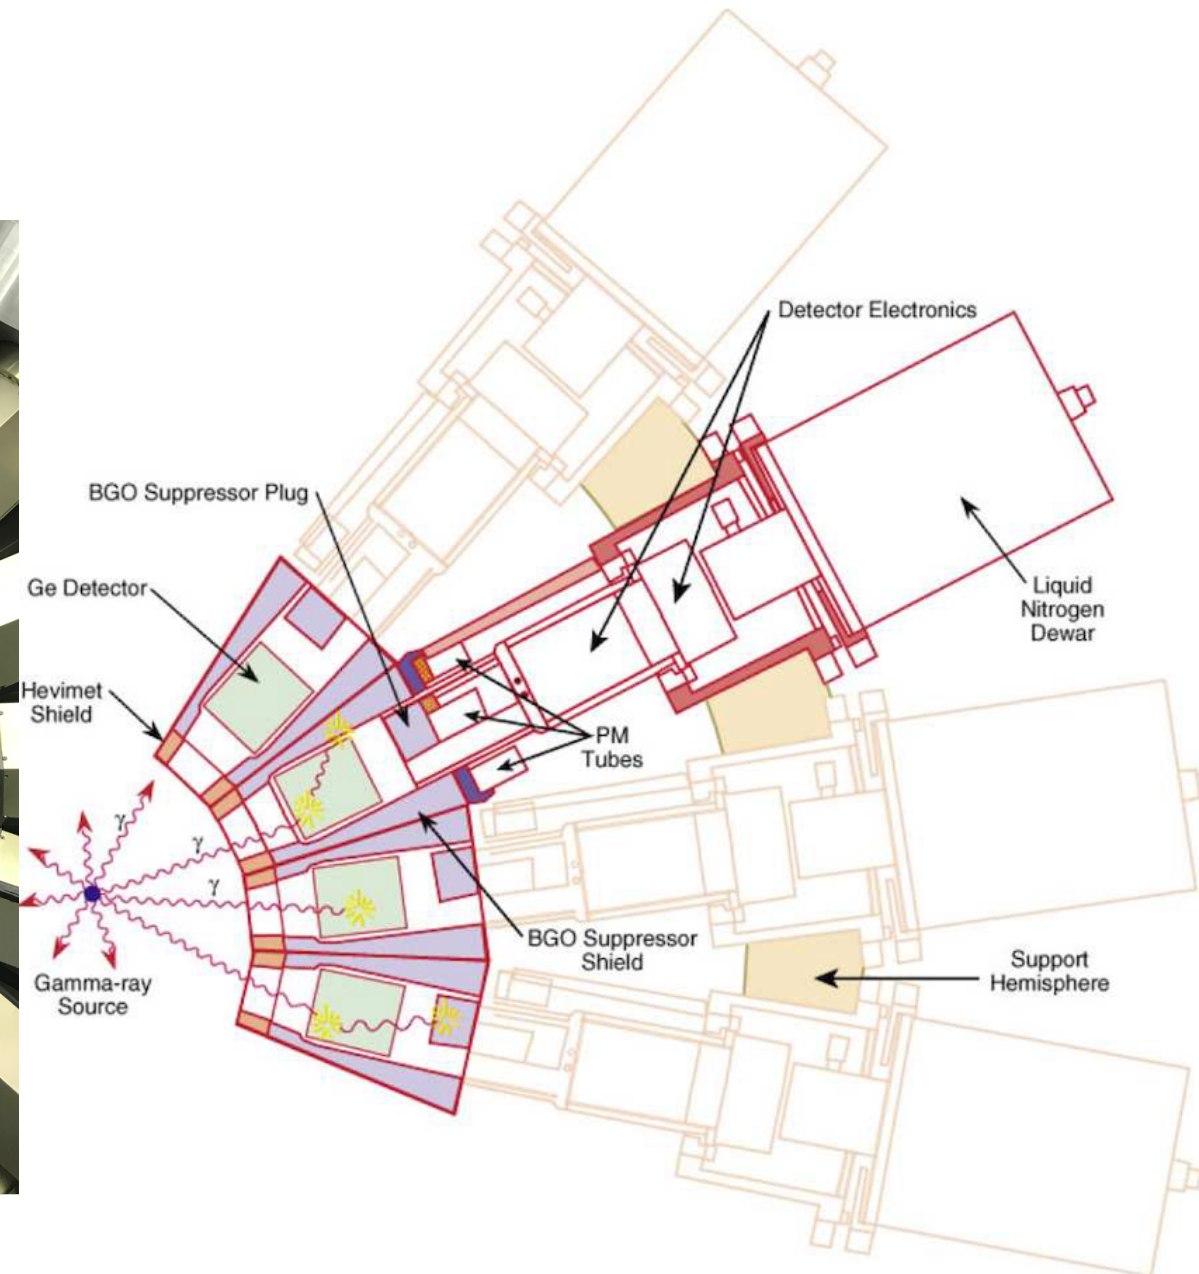 Detector Electronics
BGO Suppressor Plug
Ge Detector
Liquid
Nitrogen
Dewar
Hevimet
Shield
PM
Tubes
γ
γ
γ
BGO Suppressor
Shield
Support
Hemisphere
Gamma-ray
Source